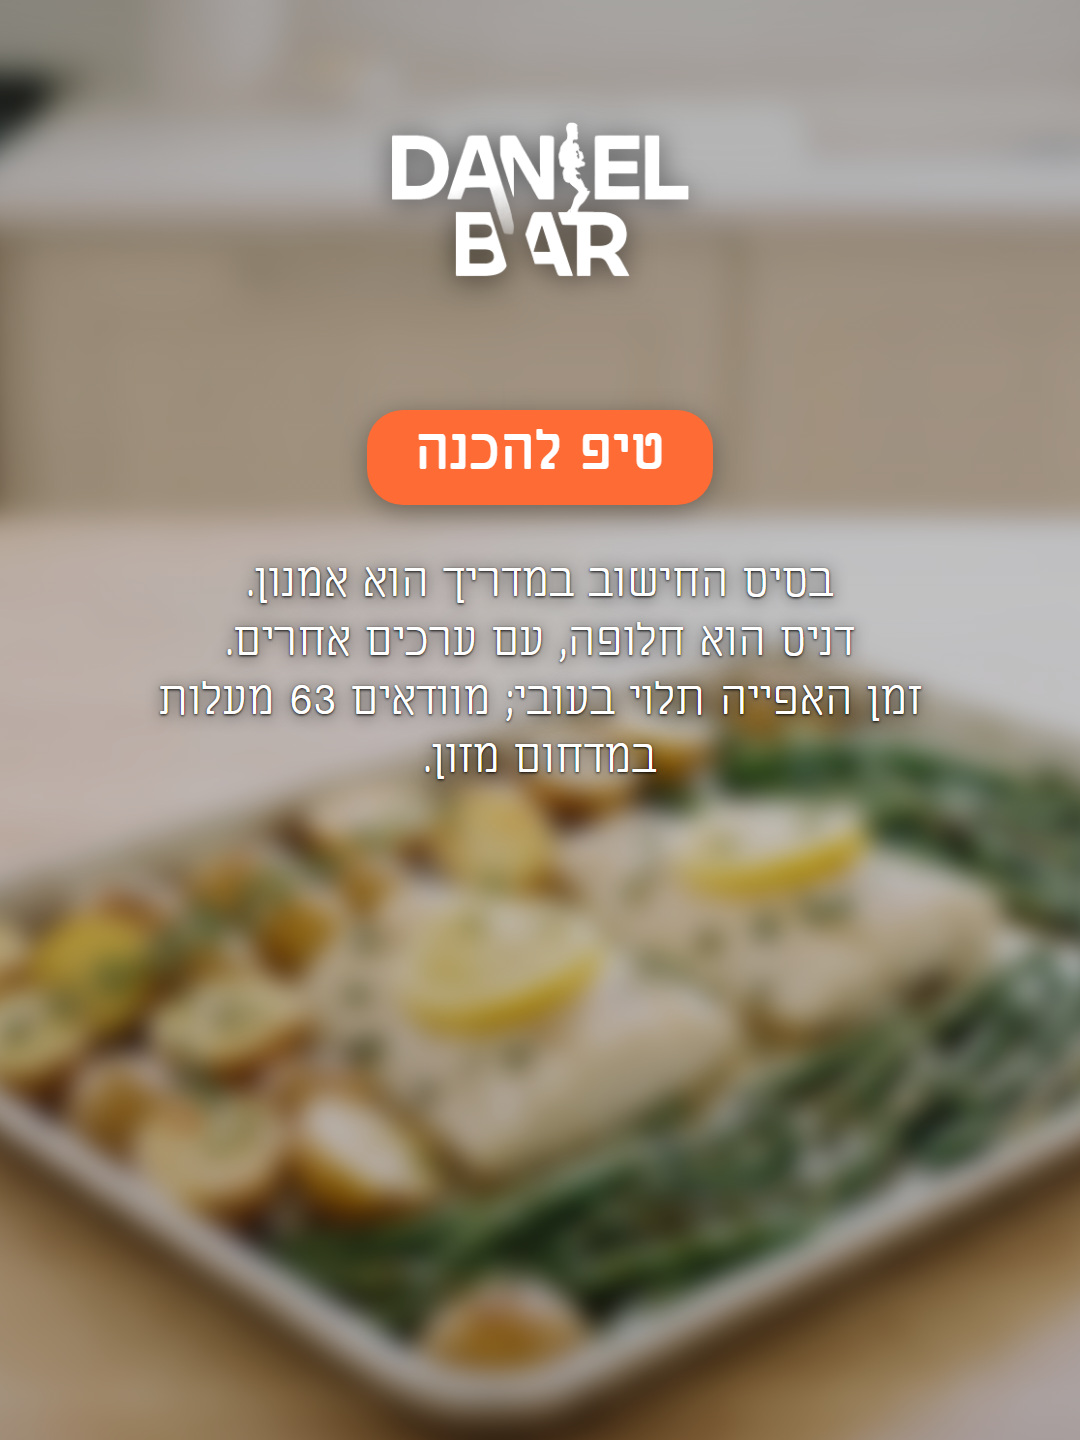 DANIEL
BAR
טיפ להכנה
בסיס החישוב במדריך הוא אמנון.
דניס הוא חלופה, עם ערכים אחרים.
זמן האפייה תלוי בעובי; מוודאים 63 מעלות
במדחום מזון.